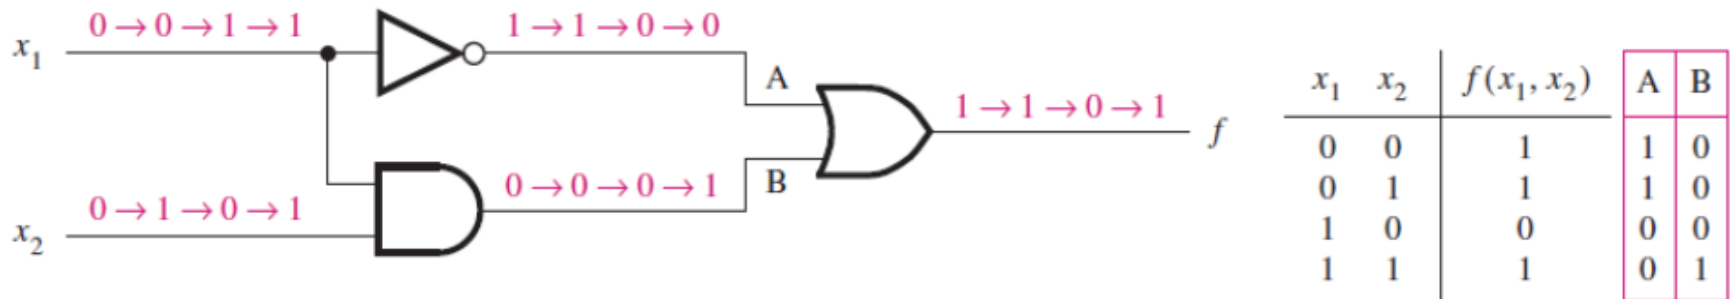 0 → 0 → 1 → 1
x₁
1 → 1 → 0 → 0
A
0 → 1 → 0 → 1
x₂
0 → 0 → 0 → 1
B
1 → 1 → 0 → 1
f
x₁ x₂ f(x₁, x₂) A B
0 0 1 1 0
0 1 1 1 0
1 0 0 0 0
1 1 1 0 1